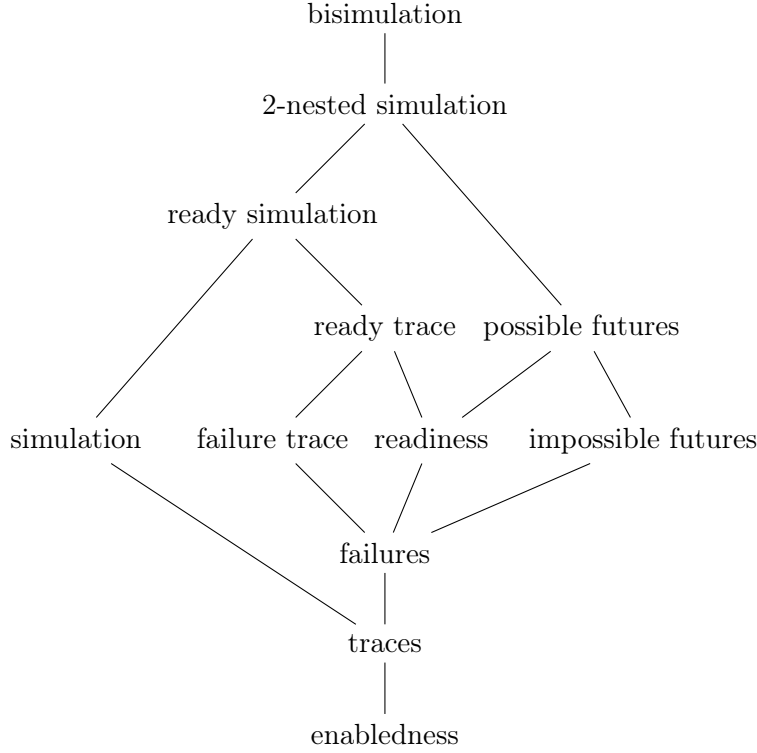 bisimulation
2-nested simulation
ready simulation
ready trace possible futures
simulation failure trace readiness impossible futures
failures
traces
enabledness